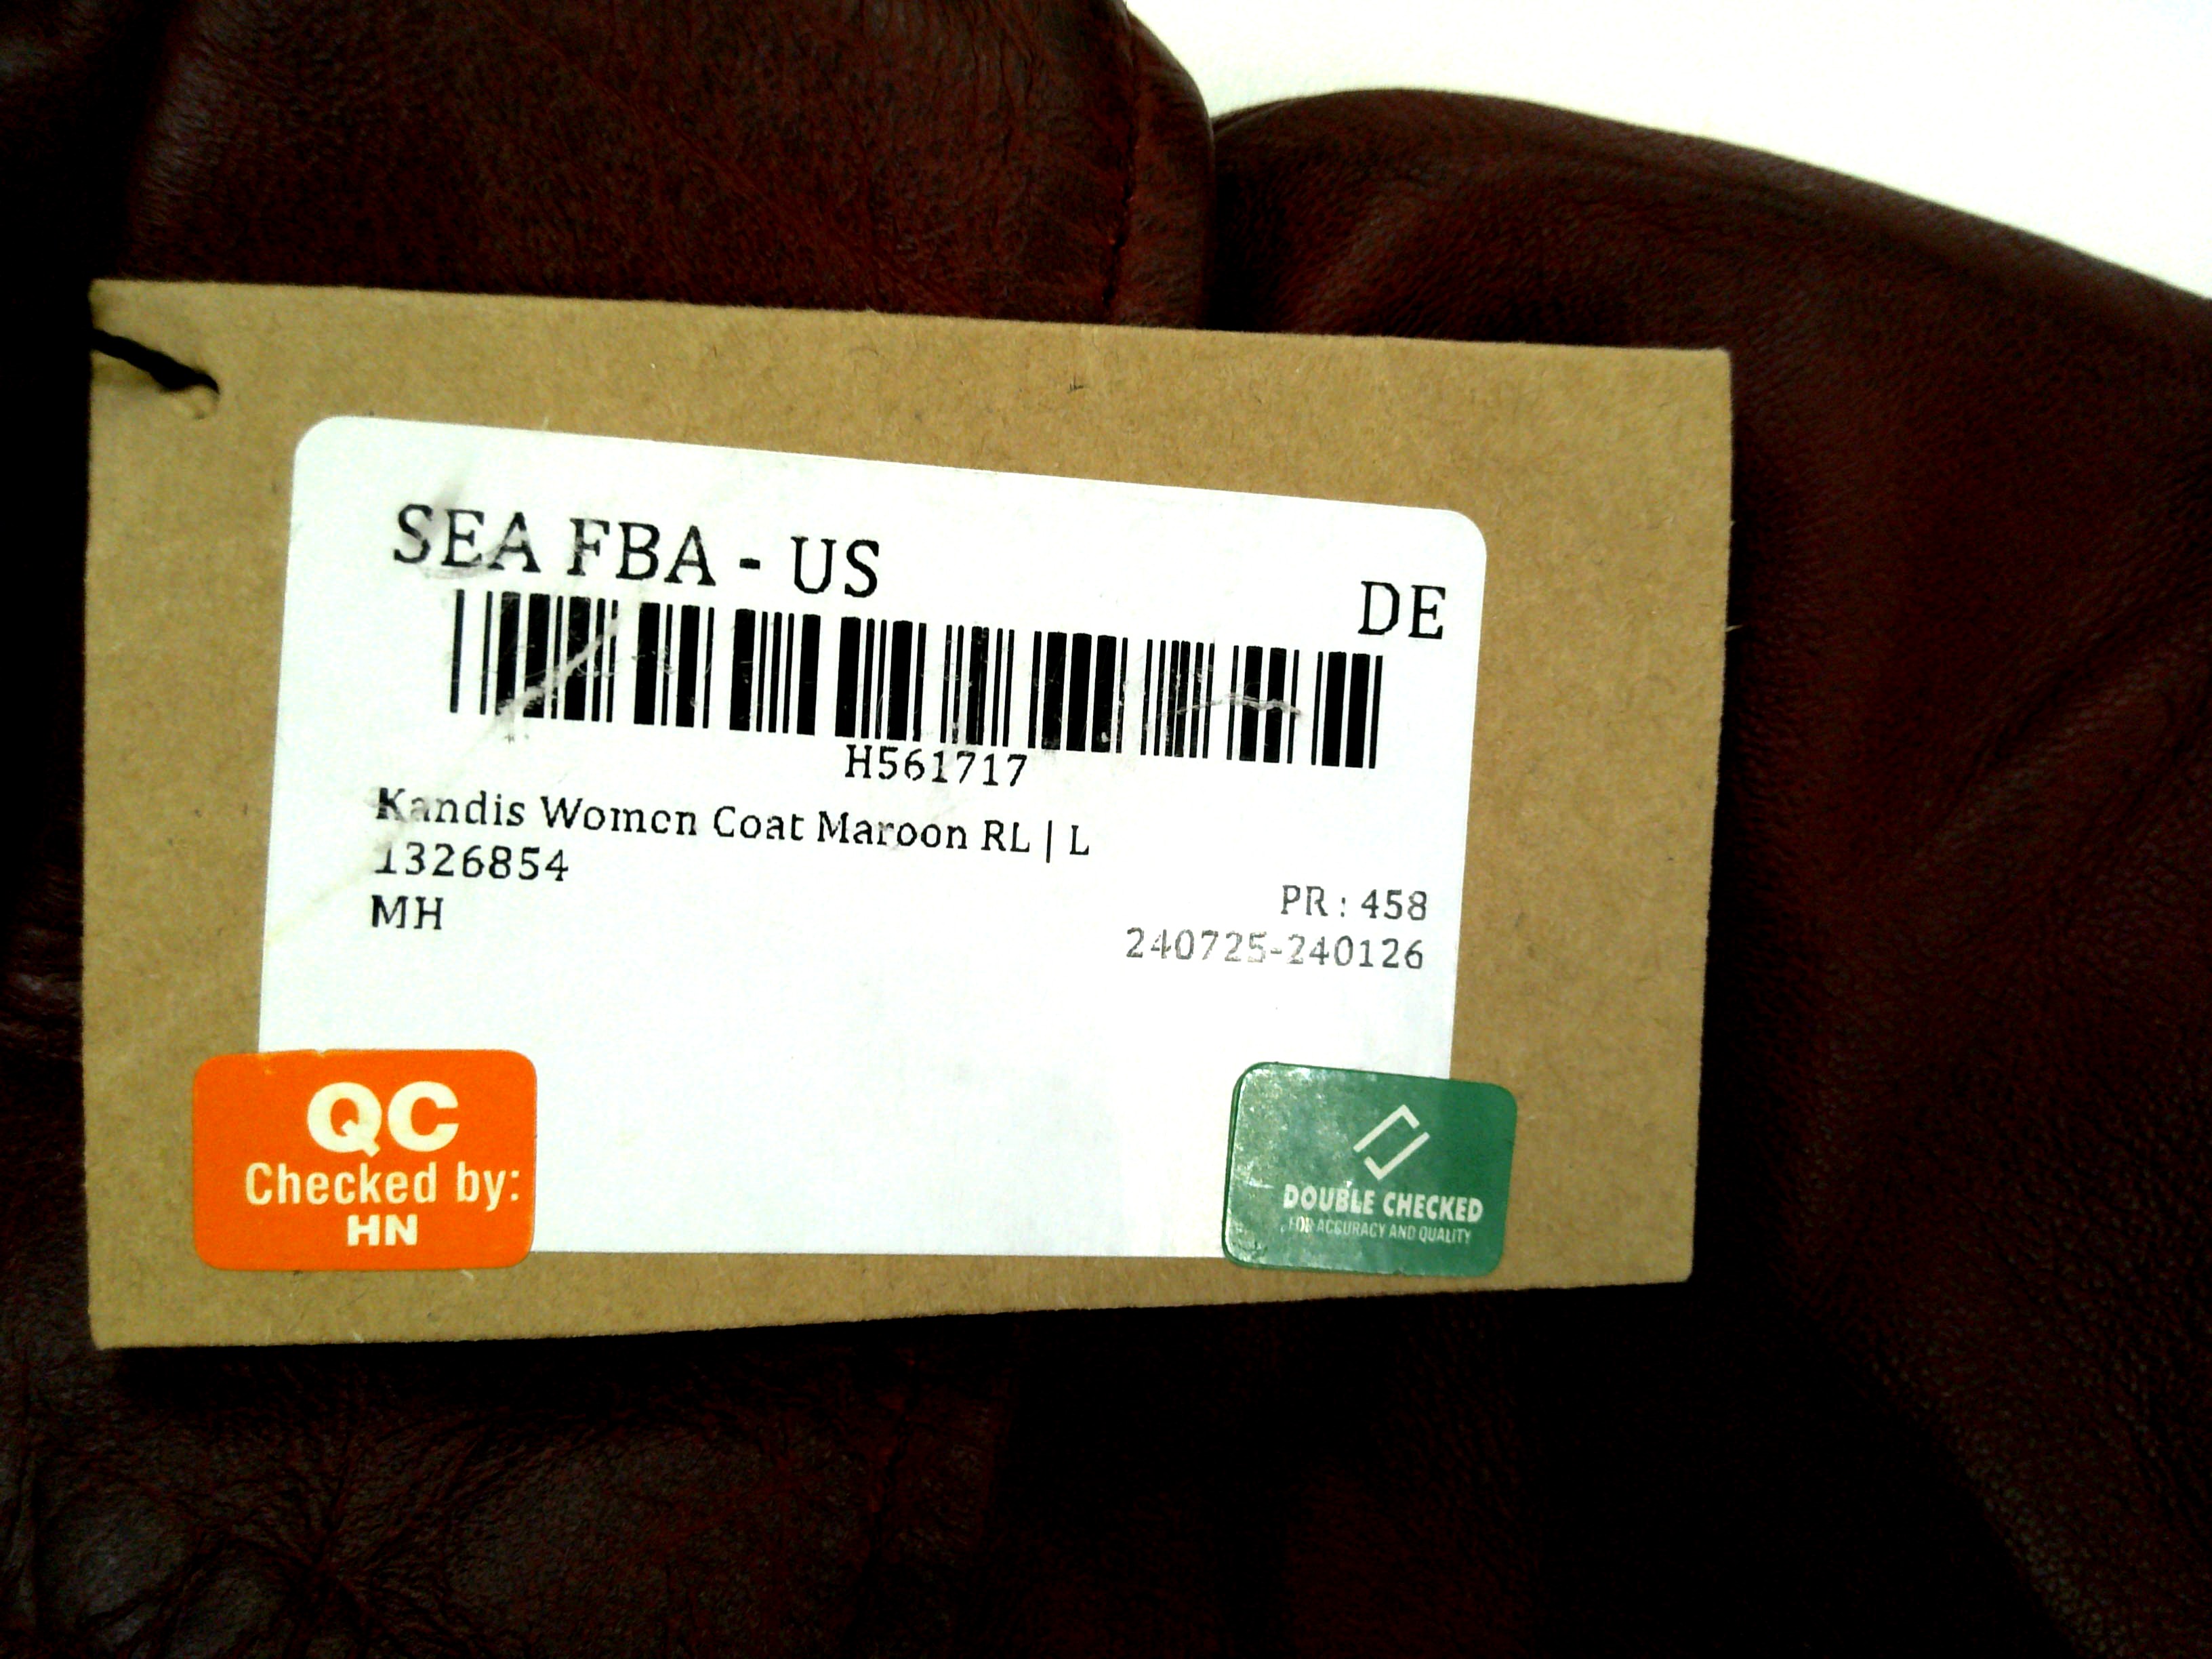 SEA FBA - US
DE
H561717
Kandis Women Coat Maroon RL | L
1326854
MH
PR : 458
240725-240126
QC
Checked by:
HN
DOUBLE CHECKED
FOR ACCURACY AND QUALITY